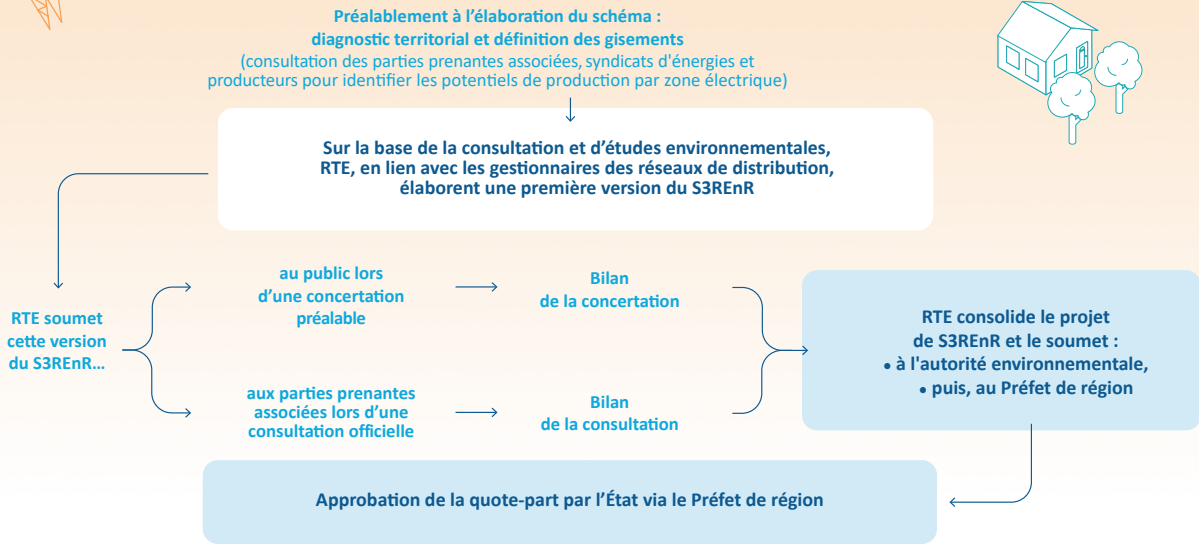 Préalablement à l'élaboration du schéma :
diagnostic territorial et définition des gisements
(consultation des parties prenantes associées, syndicats d'énergies et
producteurs pour identifier les potentiels de production par zone électrique)
Sur la base de la consultation et d'études environnementales,
RTE, en lien avec les gestionnaires des réseaux de distribution,
élaborent une première version du S3REnR
RTE soumet
cette version
du S3REnR...
au public lors
d'une concertation
préalable
Bilan
de la concertation
aux parties prenantes
associées lors d'une
consultation officielle
Bilan
de la consultation
RTE consolide le projet
de S3REnR et le soumet :
• à l'autorité environnementale,
• puis, au Préfet de région
Approbation de la quote-part par l'État via le Préfet de région